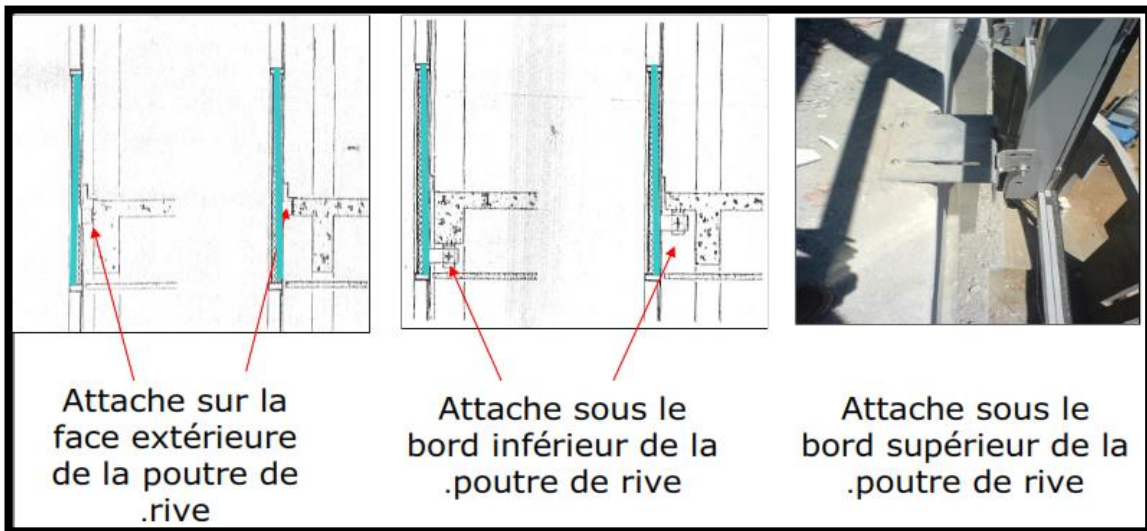 Attache sur la
face extérieure
de la poutre de
.rive
Attache sous le
bord inférieur de la
.poutre de rive
Attache sous le
bord supérieur de la
.poutre de rive